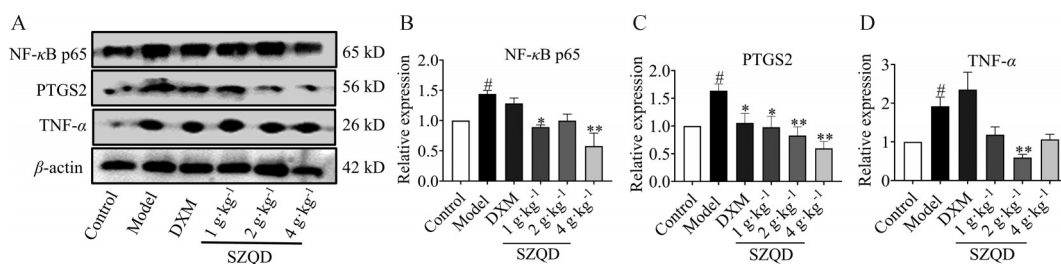 A
NF-κB p65
65 kD
PTGS2
56 kD
TNF-α
26 kD
β-actin
42 kD
Control
Model
DXM
1 g·kg⁻¹
2 g·kg⁻¹
4 g·kg⁻¹
SZQD
B
NF-κB p65
Relative expression
2.0
1.5
1.0
0.5
0.0
#
*
**
Control
Model
DXM
1 g·kg⁻¹
2 g·kg⁻¹
4 g·kg⁻¹
SZQD
C
PTGS2
Relative expression
2.0
1.5
1.0
0.5
0.0
#
*
*
**
**
Control
Model
DXM
1 g·kg⁻¹
2 g·kg⁻¹
4 g·kg⁻¹
SZQD
D
TNF-α
Relative expression
3
2
1
0
#
**
Control
Model
DXM
1 g·kg⁻¹
2 g·kg⁻¹
4 g·kg⁻¹
SZQD